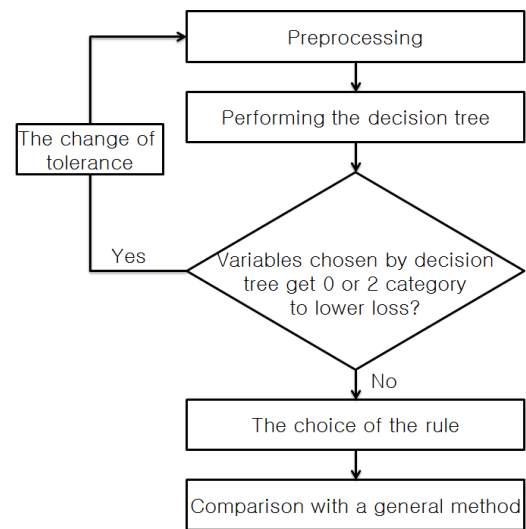 Preprocessing
Performing the decision tree
The change of
tolerance
Yes
Variables chosen by decision
tree get 0 or 2 category
to lower loss?
No
The choice of the rule
Comparison with a general method